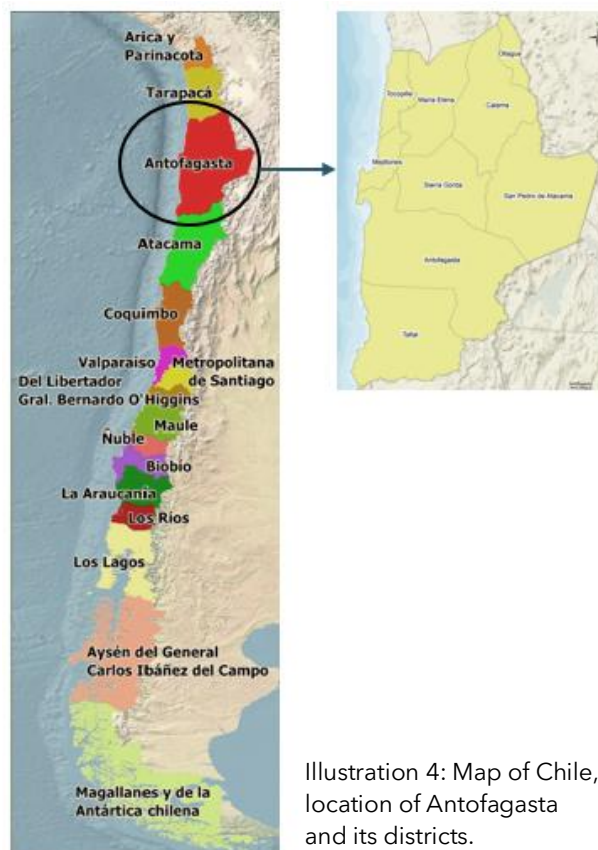 Arica y
Parinacota
Tarapacá
Antofagasta
Atacama
Coquimbo
Valparaiso
Metropolitana
de Santiago
Del Libertador
Gral. Bernardo O'Higgins
Maule
Ñuble
Biobío
La Araucanía
Los Ríos
Los Lagos
Aysén del General
Carlos Ibáñez del Campo
Magallanes y de la
Antártica chilena
Ollague
Tocopilla
María Elena
Calama
Mejillones
Sierra Gorda
San Pedro de Atacama
Antofagasta
Taltal
Illustration 4: Map of Chile,
location of Antofagasta
and its districts.